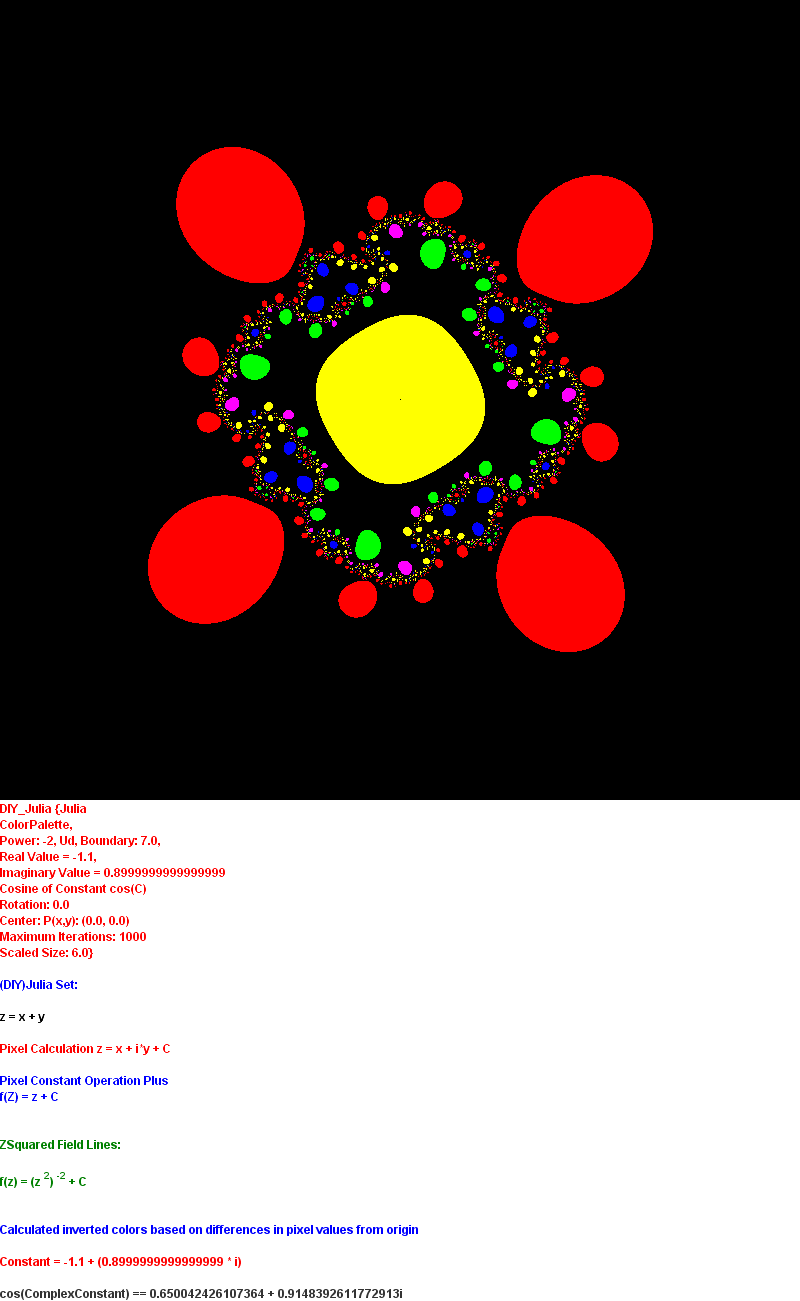 DIY_Julia {Julia
ColorPalette,
Power: -2, Ud, Boundary: 7.0,
Real Value = -1.1,
Imaginary Value = 0.8999999999999999
Cosine of Constant cos(C)
Rotation: 0.0
Center: P(x,y): (0.0, 0.0)
Maximum Iterations: 1000
Scaled Size: 6.0}
(DIY)Julia Set:
z = x + y
Pixel Calculation z = x + i*y + C
Pixel Constant Operation Plus
f(Z) = z + C
ZSquared Field Lines:
f(z) = (z 2) -2 + C
Calculated inverted colors based on differences in pixel values from origin
Constant = -1.1 + (0.8999999999999999 * i)
cos(ComplexConstant) == 0.650042426107364 + 0.9148392611772913i